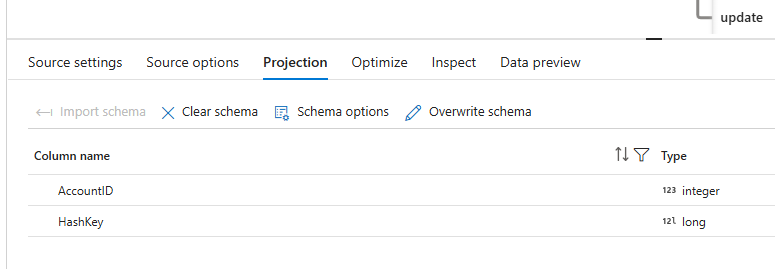 update
Source settings Source options Projection Optimize Inspect Data preview
Import schema Clear schema Schema options Overwrite schema
Column name Type
AccountID 123 integer
HashKey 12l long